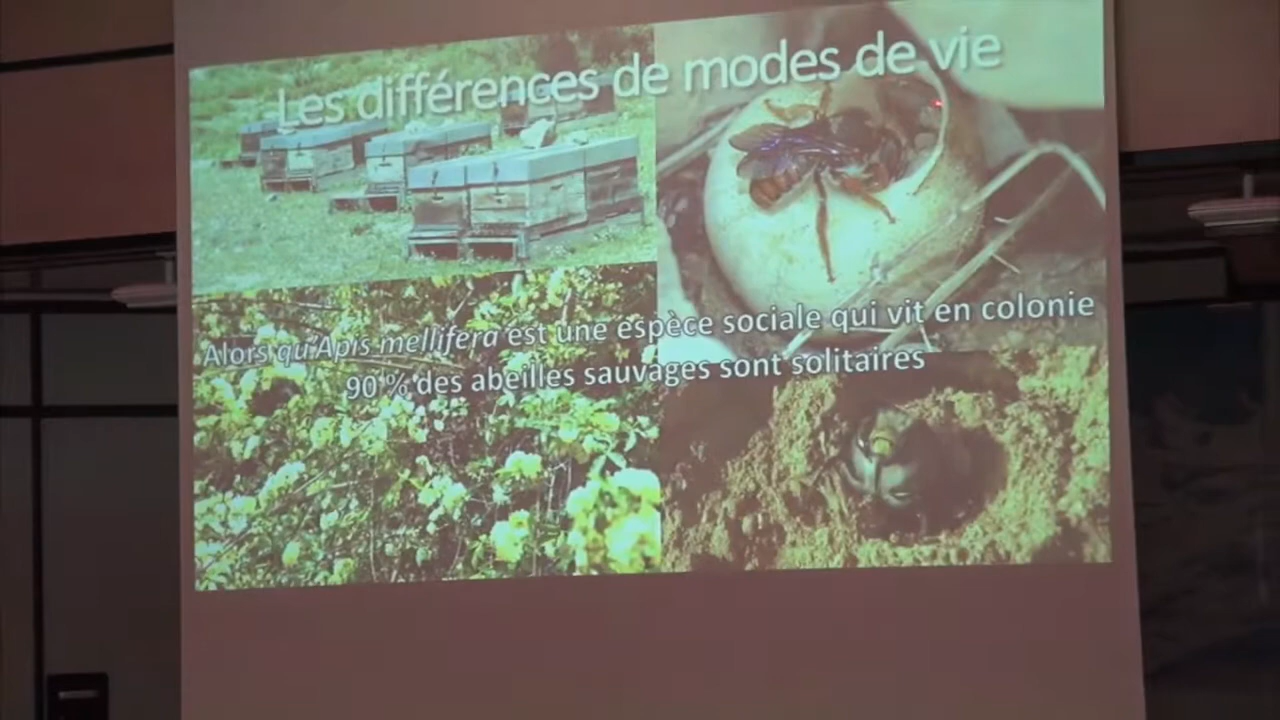 Les différences de modes de vie
Alors qu'Apis mellifera est une espèce sociale qui vit en colonie
90 % des abeilles sauvages sont solitaires